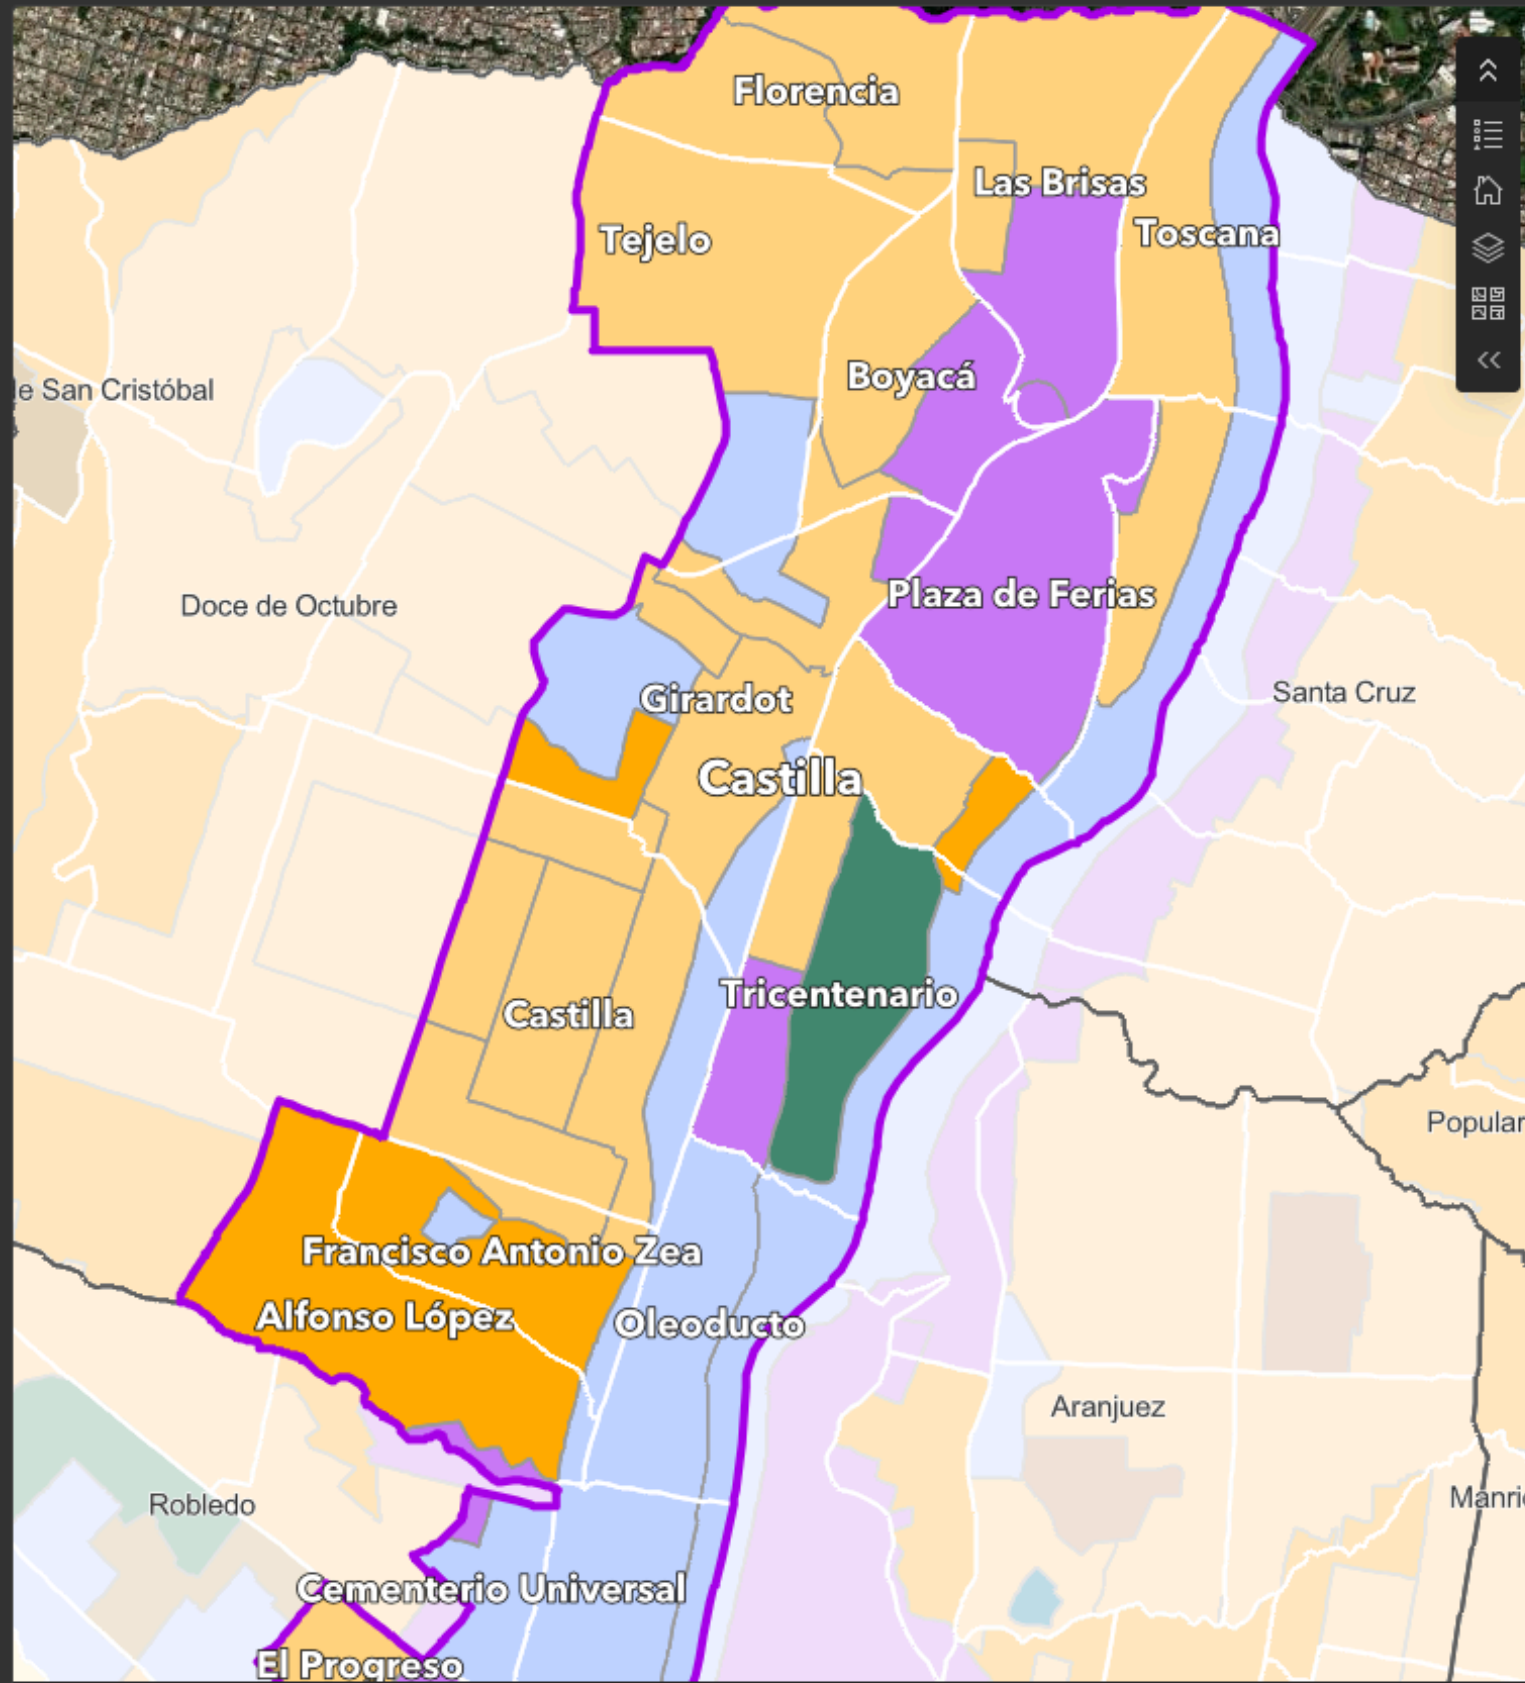 Florencia
Las Brisas
Toscana
Tejelo
Boyacá
le San Cristóbal
Plaza de Ferias
Doce de Octubre
Santa Cruz
Girardot
Castilla
Tricentenario
Castilla
Popular
Francisco Antonio Zea
Alfonso López
Oleoducto
Aranjuez
Robledo
Manri
Cementerio Universal
El Progreso